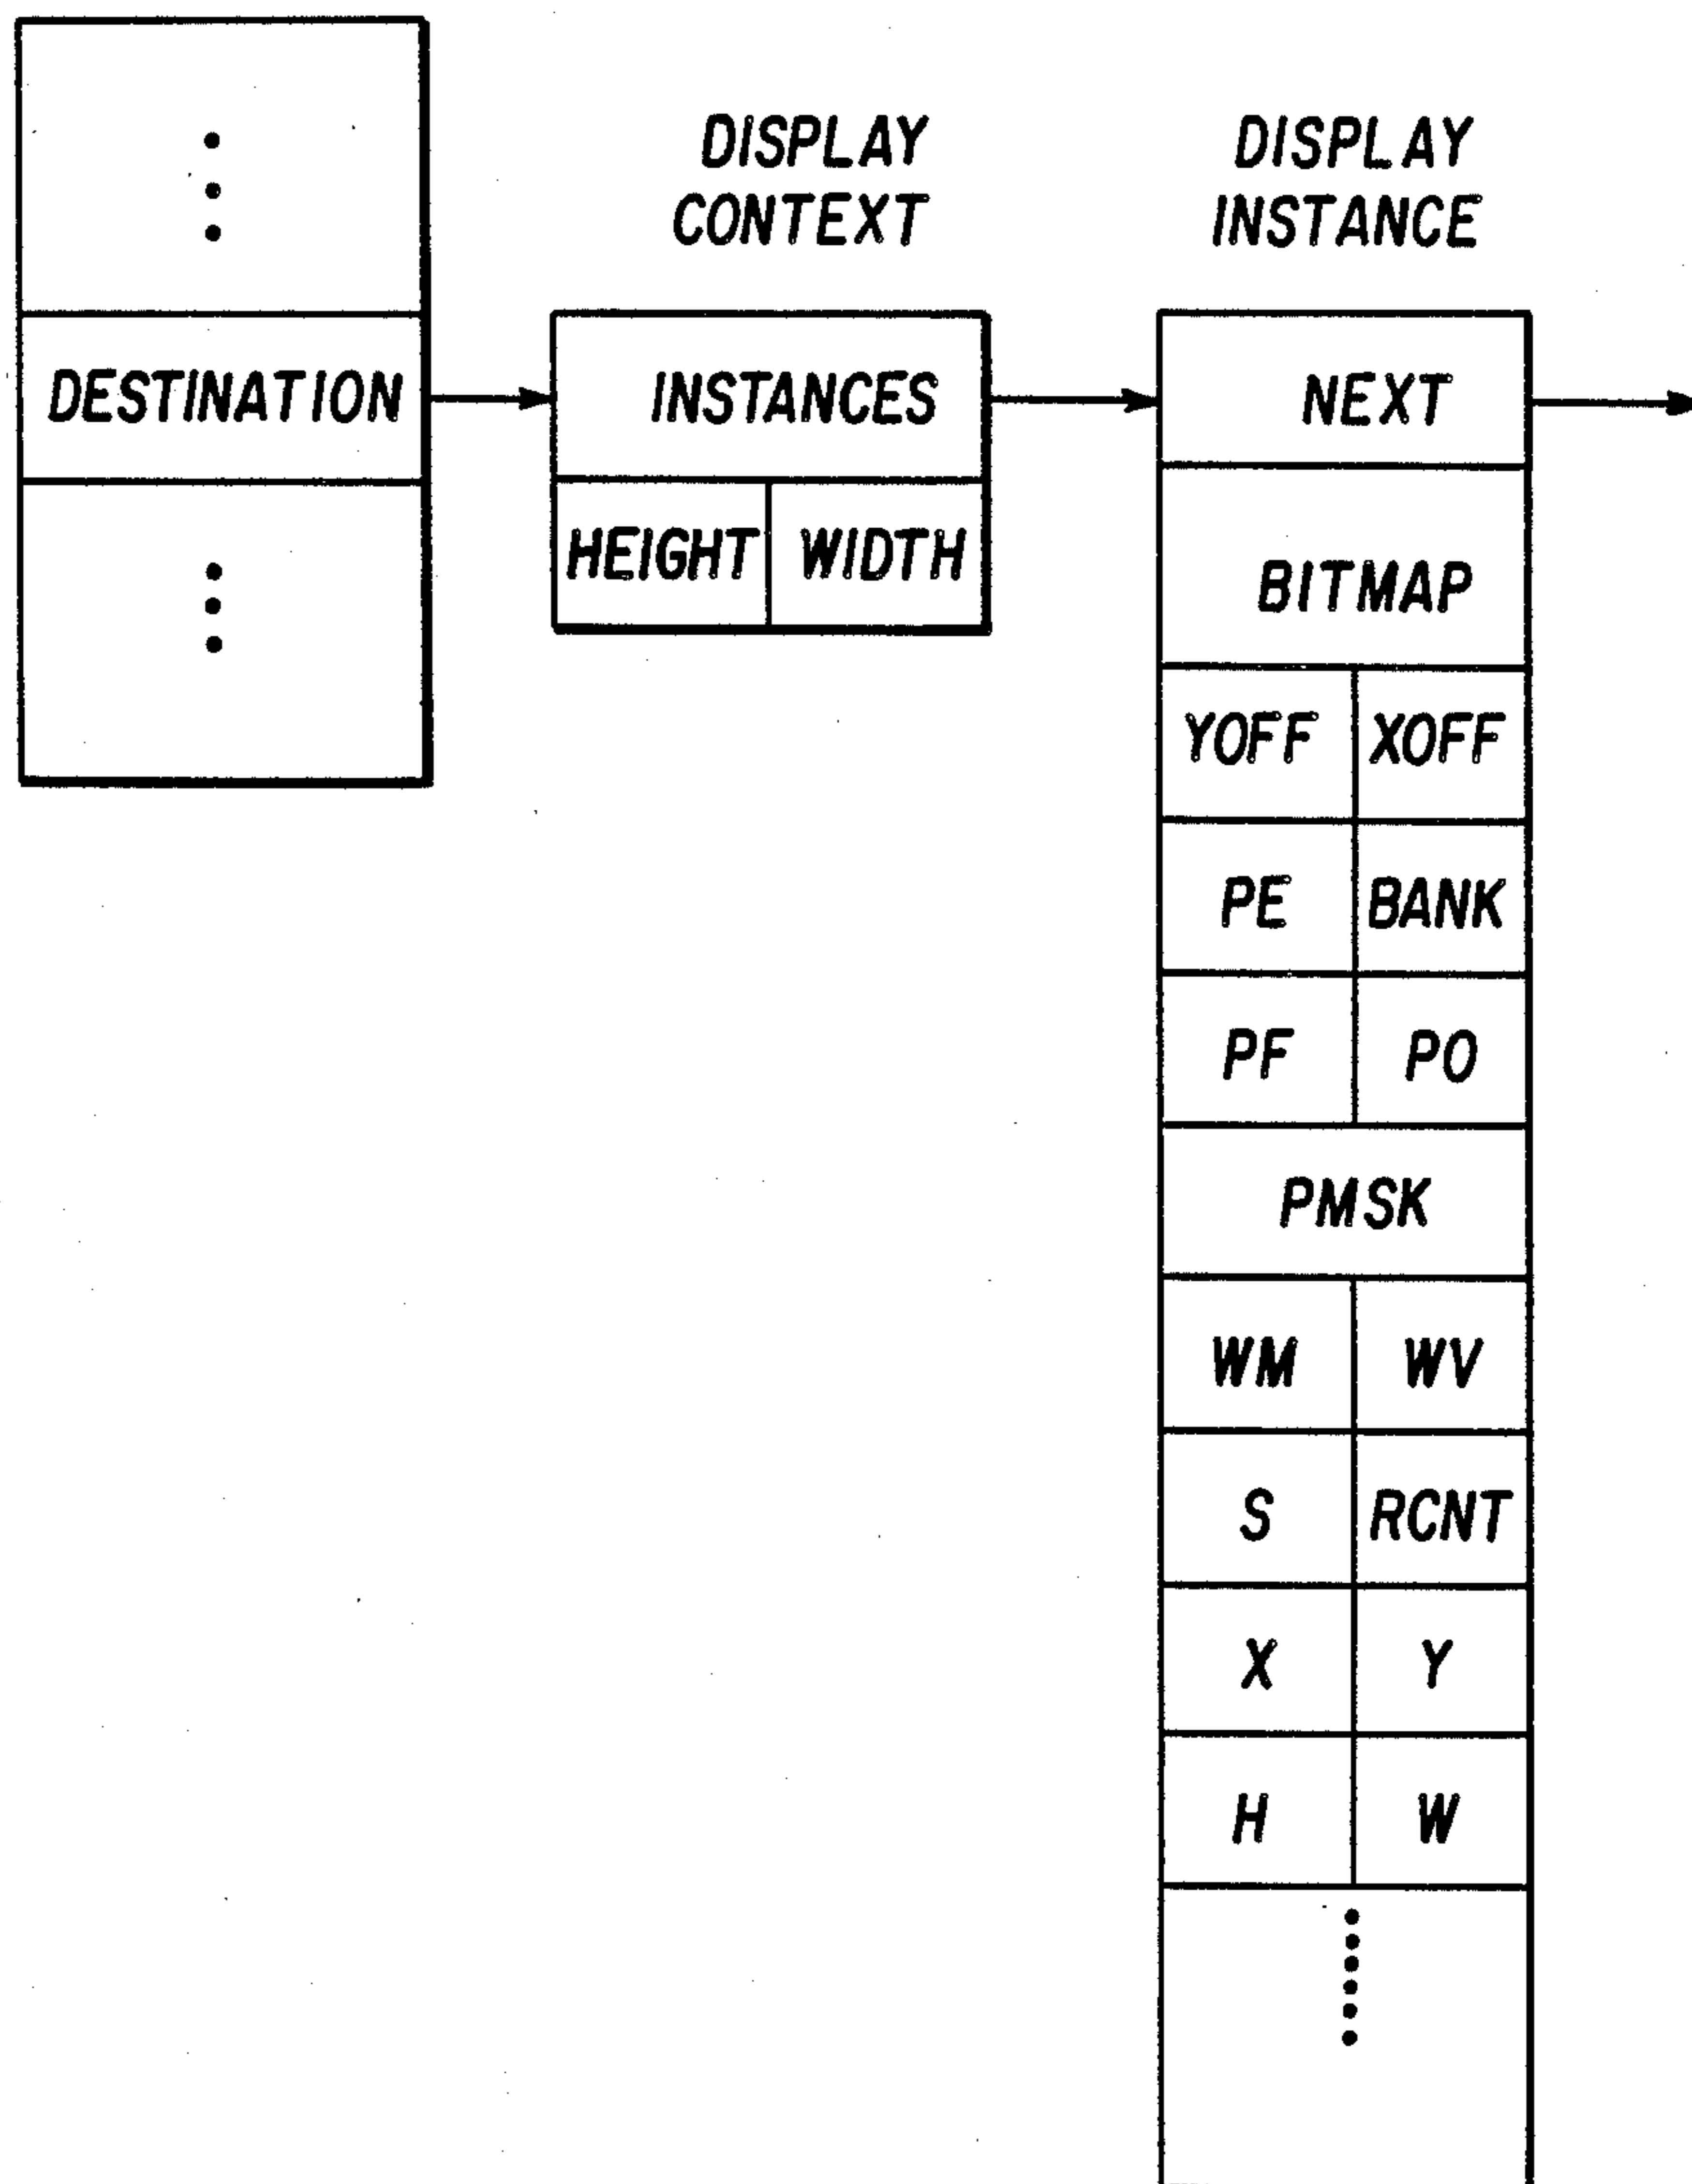 DISPLAY
CONTEXT
DISPLAY
INSTANCE
DESTINATION
INSTANCES
HEIGHT WIDTH
NEXT
BITMAP
YOFF XOFF
PE BANK
PF PO
PMSK
WM WV
S RCNT
X Y
H W